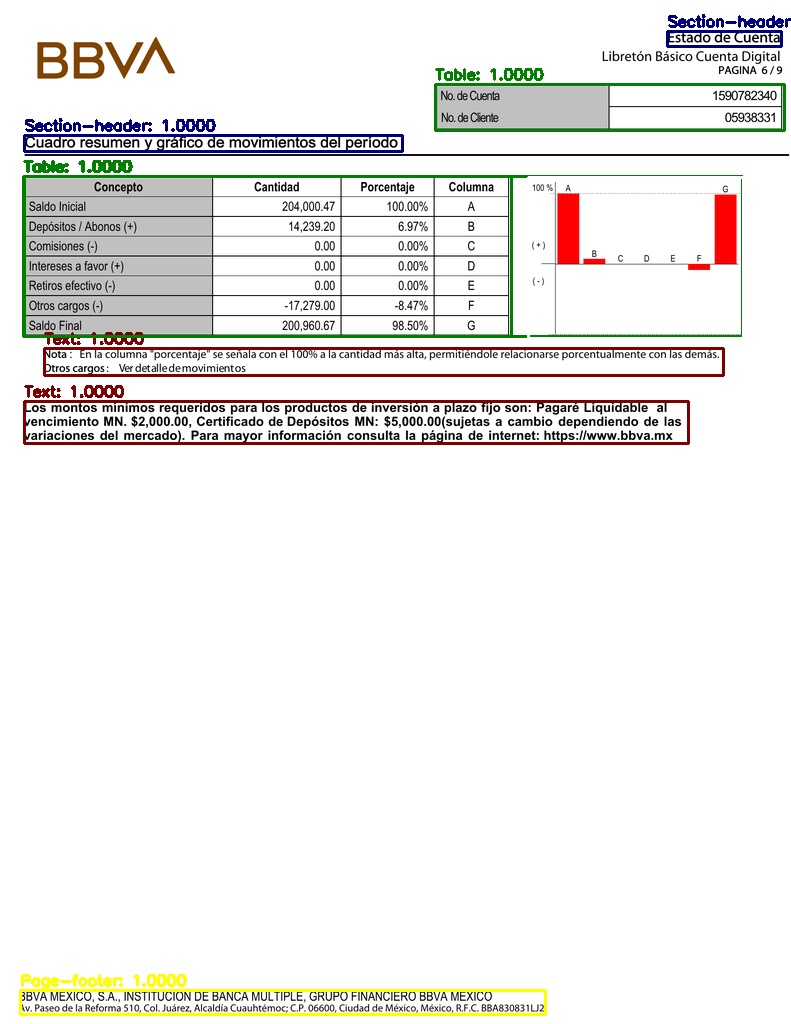 BBVA
Section-header
Estado de Cuenta
Libretón Básico Cuenta Digital
PAGINA 6 / 9
Table: 1.0000
No. de Cuenta 1590782340
No. de Cliente 05938331
Section-header: 1.0000
Cuadro resumen y gráfico de movimientos del período
Table: 1.0000
Concepto Cantidad Porcentaje Columna
Saldo Inicial 204,000.47 100.00% A
Depósitos / Abonos (+) 14,239.20 6.97% B
Comisiones (-) 0.00 0.00% C
Intereses a favor (+) 0.00 0.00% D
Retiros efectivo (-) 0.00 0.00% E
Otros cargos (-) -17,279.00 -8.47% F
Saldo Final 200,960.67 98.50% G
100 %
(+)
(-)
A B C D E F G
Text: 1.0000
Nota : En la columna "porcentaje" se señala con el 100% a la cantidad más alta, permitiéndole relacionarse porcentualmente con las demás.
Otros cargos : Ver detalle de movimientos
Text: 1.0000
Los montos mínimos requeridos para los productos de inversión a plazo fijo son: Pagaré Liquidable al
vencimiento MN. $2,000.00, Certificado de Depósitos MN: $5,000.00(sujetas a cambio dependiendo de las
variaciones del mercado). Para mayor información consulta la página de internet: https://www.bbva.mx
Page-footer: 1.0000
BBVA MEXICO, S.A., INSTITUCION DE BANCA MULTIPLE, GRUPO FINANCIERO BBVA MEXICO
Av. Paseo de la Reforma 510, Col. Juárez, Alcaldía Cuauhtémoc; C.P. 06600, Ciudad de México, México, R.F.C. BBA830831LJ2